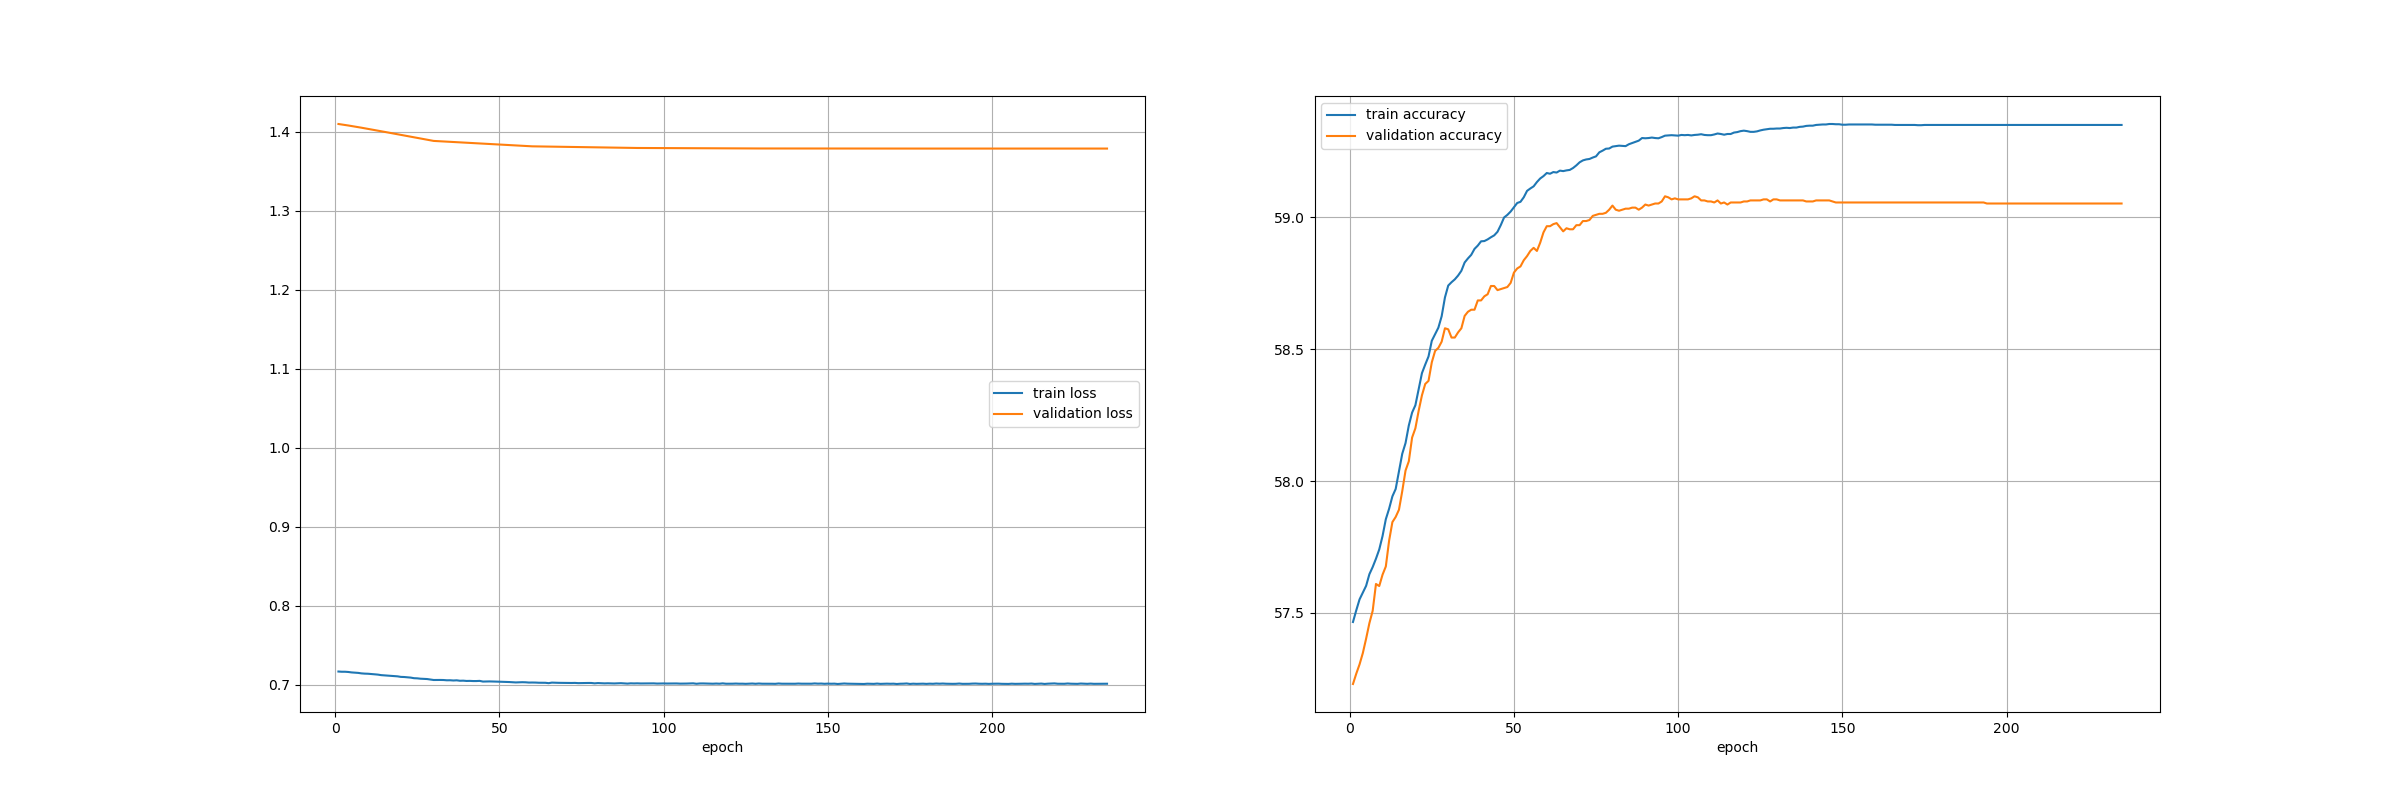 1.4
1.3
1.2
1.1
1.0
0.9
0.8
0.7
0 50 100 150 200
epoch
train loss
validation loss
59.0
58.5
58.0
57.5
0 50 100 150 200
epoch
train accuracy
validation accuracy